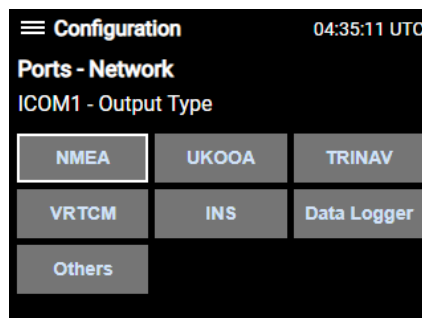 Configuration 04:35:11 UTC
Ports - Network
ICOM1 - Output Type
NMEA UKOOA TRINAV
VRTCM INS Data Logger
Others